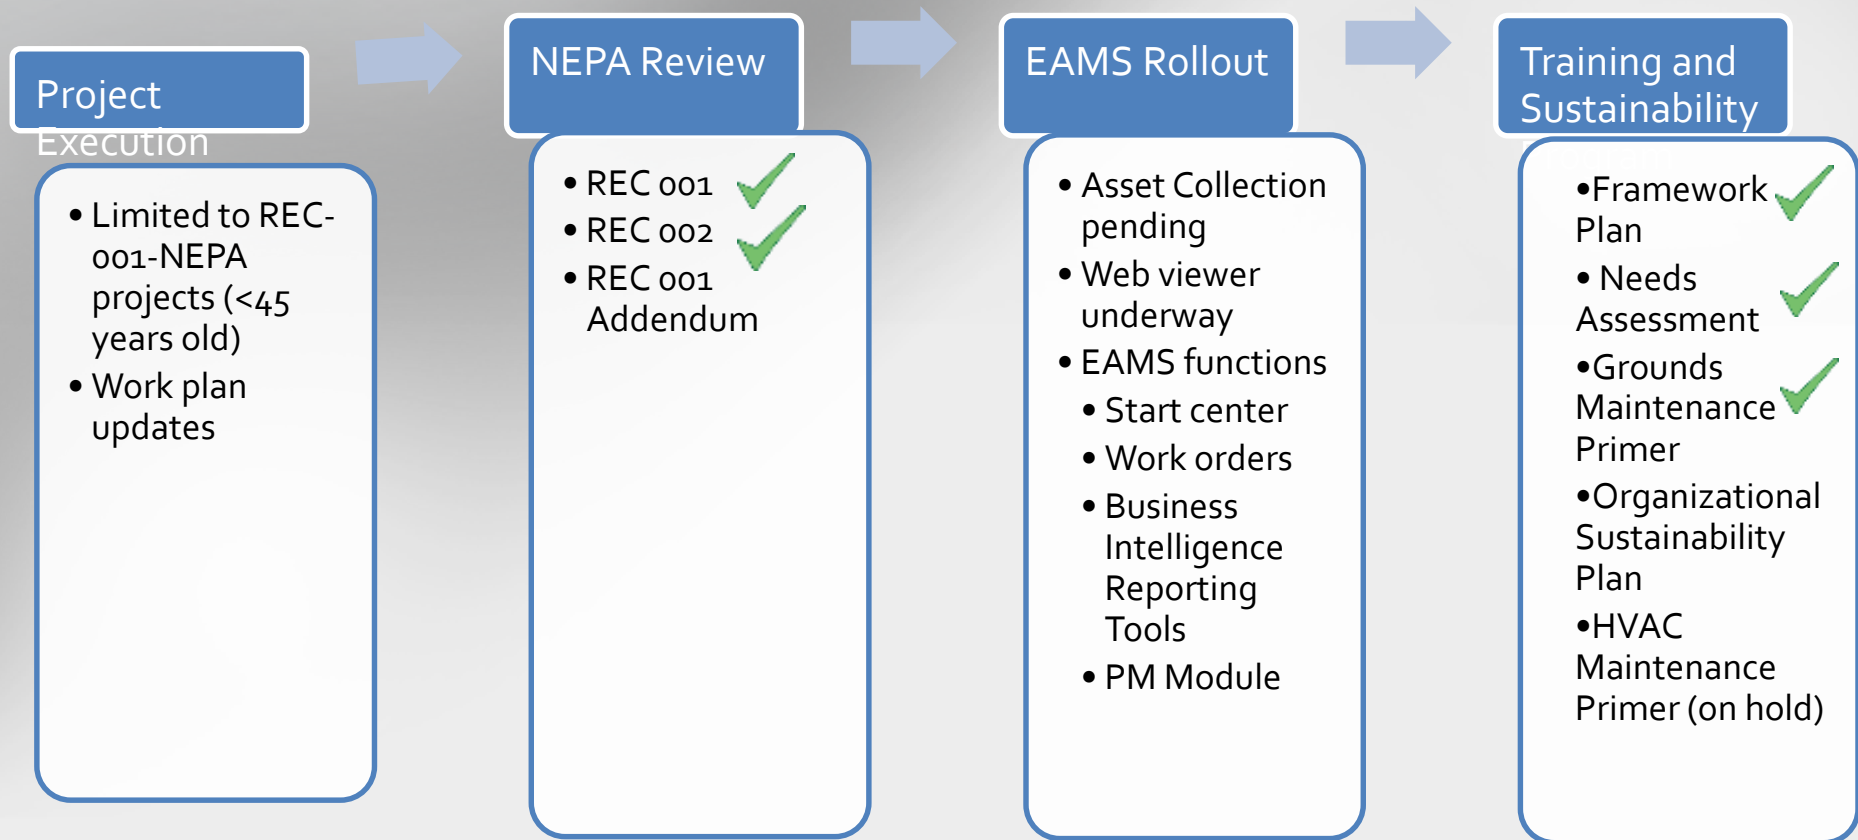 Project
Execution
• Limited to REC-
001-NEPA
projects (<45
years old)
• Work plan
updates
NEPA Review
• REC 001
• REC 002
• REC 001
Addendum
EAMS Rollout
• Asset Collection
pending
• Web viewer
underway
• EAMS functions
• Start center
• Work orders
• Business
Intelligence
Reporting
Tools
• PM Module
Training and
Sustainability
Program
•Framework
Plan
• Needs
Assessment
•Grounds
Maintenance
Primer
•Organizational
Sustainability
Plan
•HVAC
Maintenance
Primer (on hold)